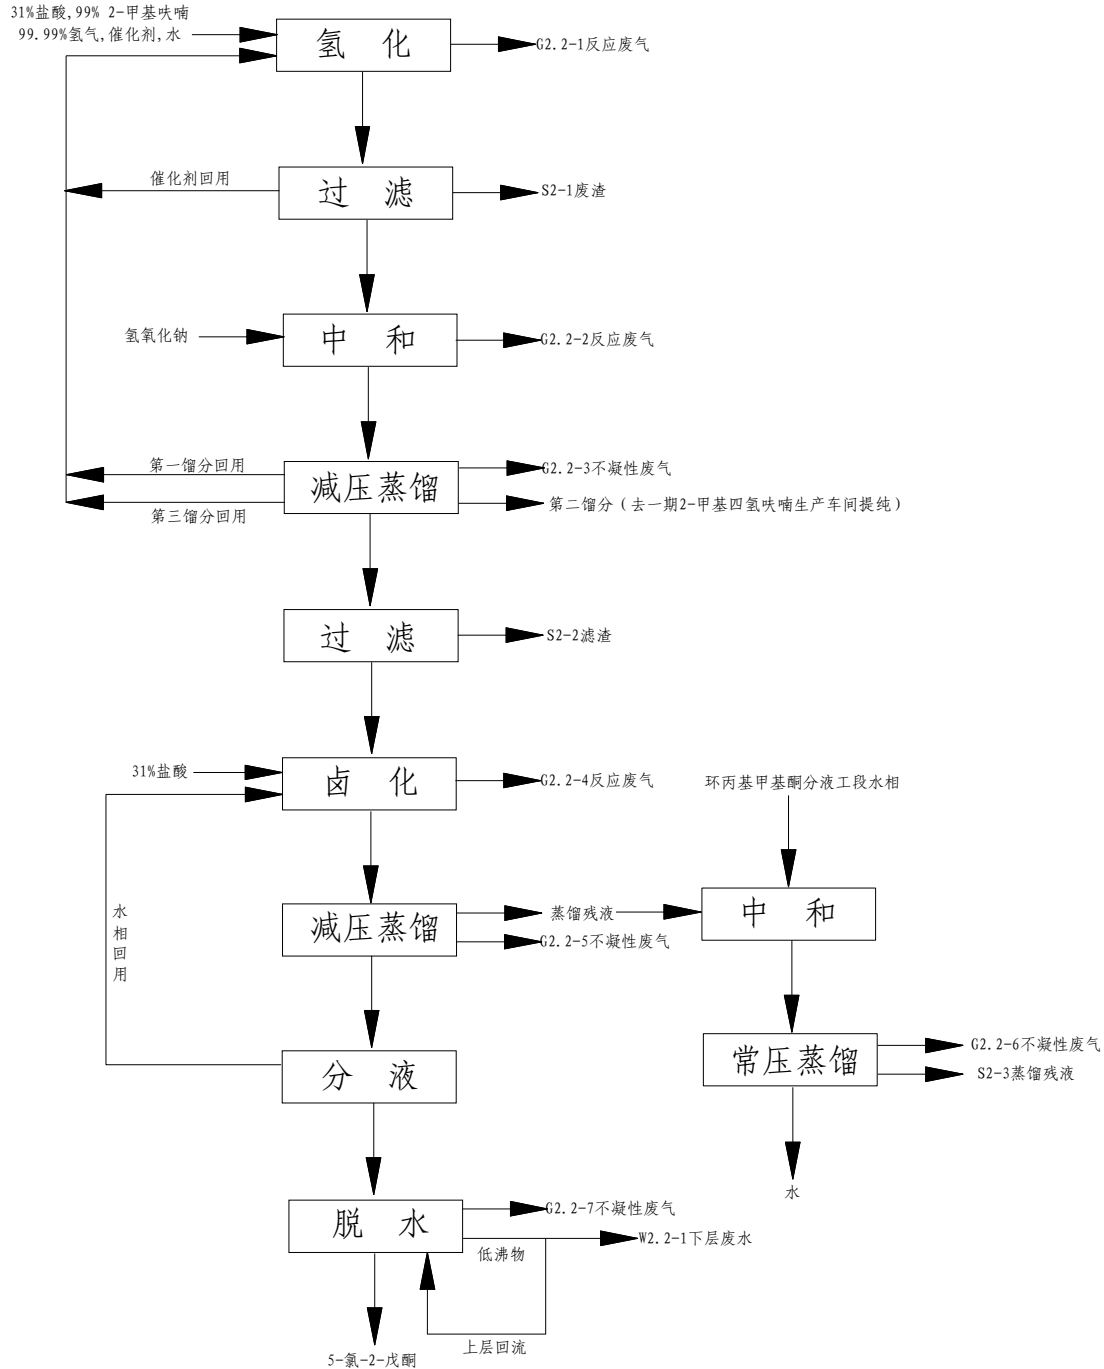 31%盐酸,99% 2-甲基呋喃
99.99%氢气,催化剂,水
氢 化
G2.2-1反应废气
催化剂回用
过 滤
S2-1废渣
氢氧化钠
中 和
G2.2-2反应废气
第一馏分回用
减压蒸馏
G2.2-3不凝性废气
第三馏分回用
第二馏分（去一期2-甲基四氢呋喃生产车间提纯）
过 滤
S2-2滤渣
31%盐酸
卤 化
G2.2-4反应废气
环丙基甲基酮分液工段水相
水相回用
减压蒸馏
蒸馏残液
G2.2-5不凝性废气
中 和
分 液
常压蒸馏
G2.2-6不凝性废气
S2-3蒸馏残液
水
脱 水
G2.2-7不凝性废气
低沸物
W2.2-1下层废水
上层回流
5-氯-2-戊酮